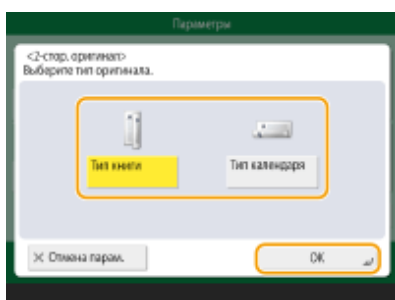 Параметры
<2-стор. оригинал>
Выберите тип оригинала.
Тип книги
Тип календаря
Отмена парам.
OK